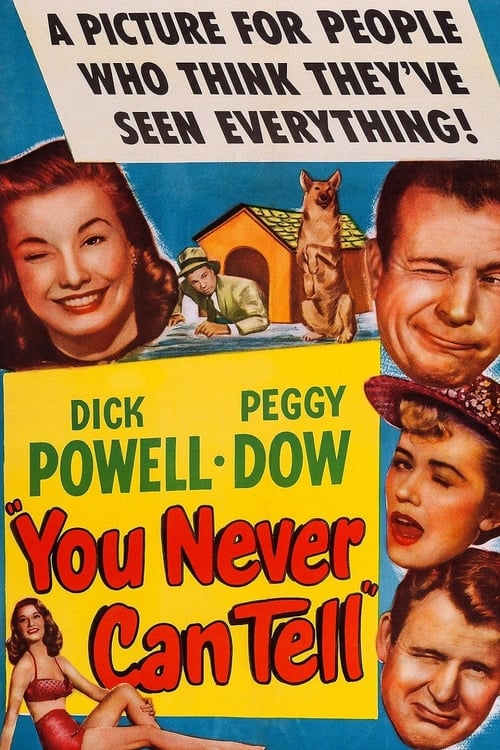 A PICTURE FOR PEOPLE
WHO THINK THEY'VE
SEEN EVERYTHING!
DICK PEGGY
POWELL · DOW
"You Never
Can Tell"